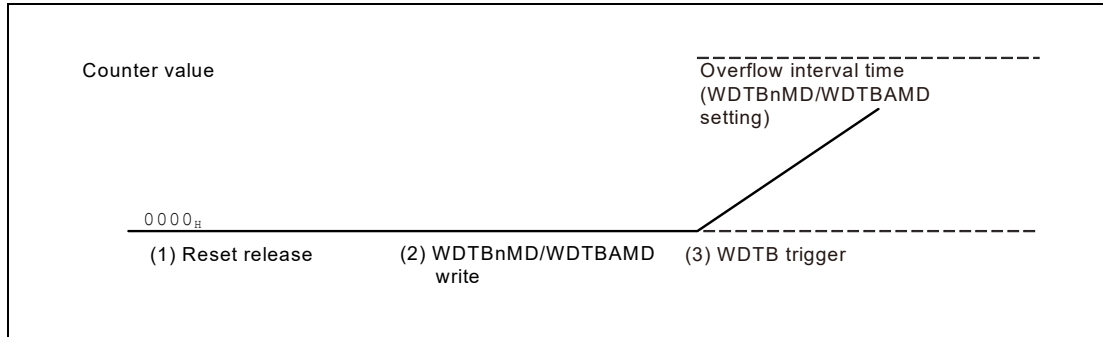 Counter value
Overflow interval time
(WDTBnMD/WDTBAMD
setting)
0000H
(1) Reset release
(2) WDTBnMD/WDTBAMD
write
(3) WDTB trigger